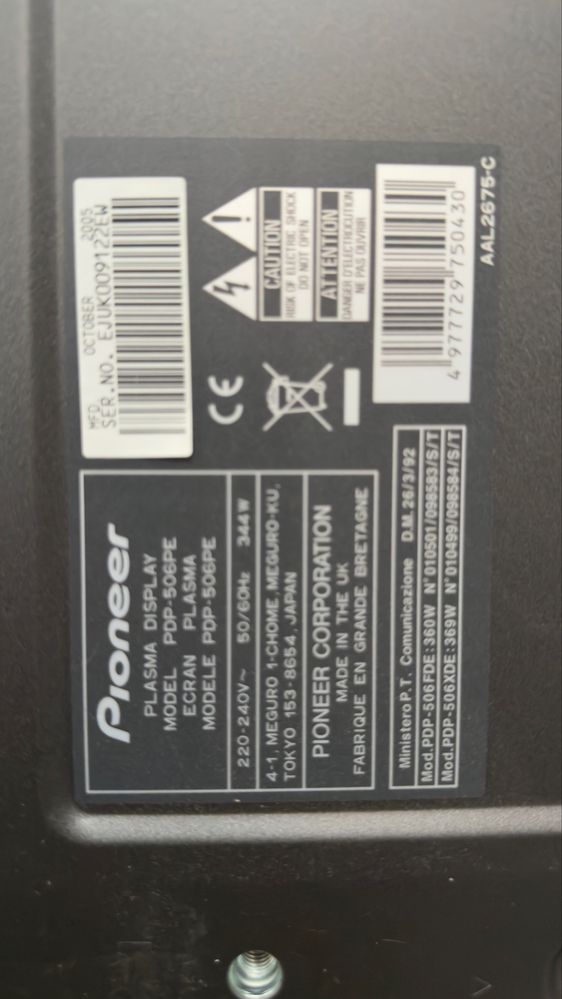 Pioneer
PLASMA DISPLAY
MODEL PDP-506PE
ECRAN PLASMA
MODELE PDP-506PE
220-240V~ 50/60Hz 344W
4-1, MEGURO 1-CHOME, MEGURO-KU,
TOKYO 153-8654, JAPAN
PIONEER CORPORATION
MADE IN THE UK
FABRIQUE EN GRANDE BRETAGNE
MFD OCTOBER 2005
SER.NO. EJUK009122EW
CE
CAUTION
RISK OF ELECTRIC SHOCK
DO NOT OPEN
ATTENTION
DANGER D'ELECTROCUTION
NE PAS OUVRIR
Ministero P.T. Comunicazione D.M. 26/3/92
Mod.PDP-506FDE:360W N°010501/098583/S/T
Mod.PDP-506XDE:369W N°010499/098584/S/T
4 977729 750430
AAL2675-C